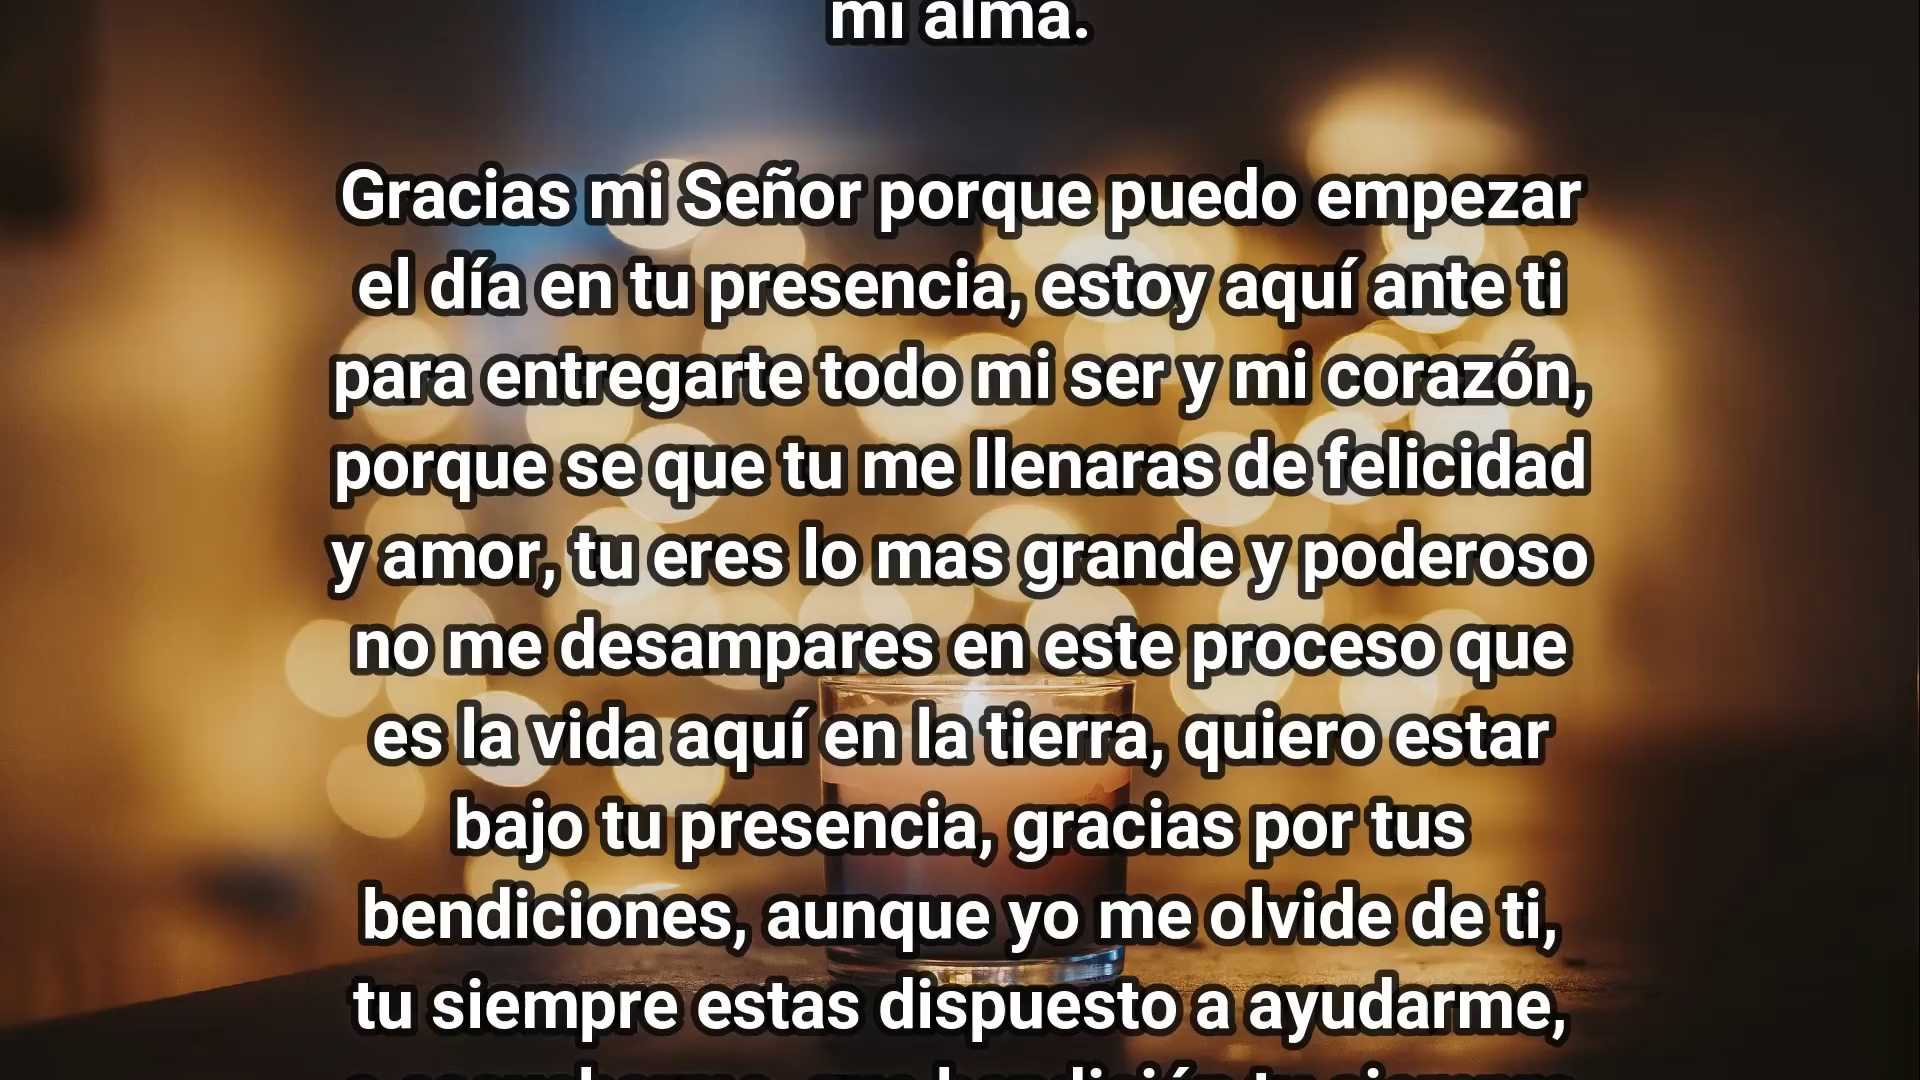 mi alma.
Gracias mi Señor porque puedo empezar
el día en tu presencia, estoy aquí ante ti
para entregarte todo mi ser y mi corazón,
porque se que tu me llenaras de felicidad
y amor, tu eres lo mas grande y poderoso
no me desampares en este proceso que
es la vida aquí en la tierra, quiero estar
bajo tu presencia, gracias por tus
bendiciones, aunque yo me olvide de ti,
tu siempre estas dispuesto a ayudarme,